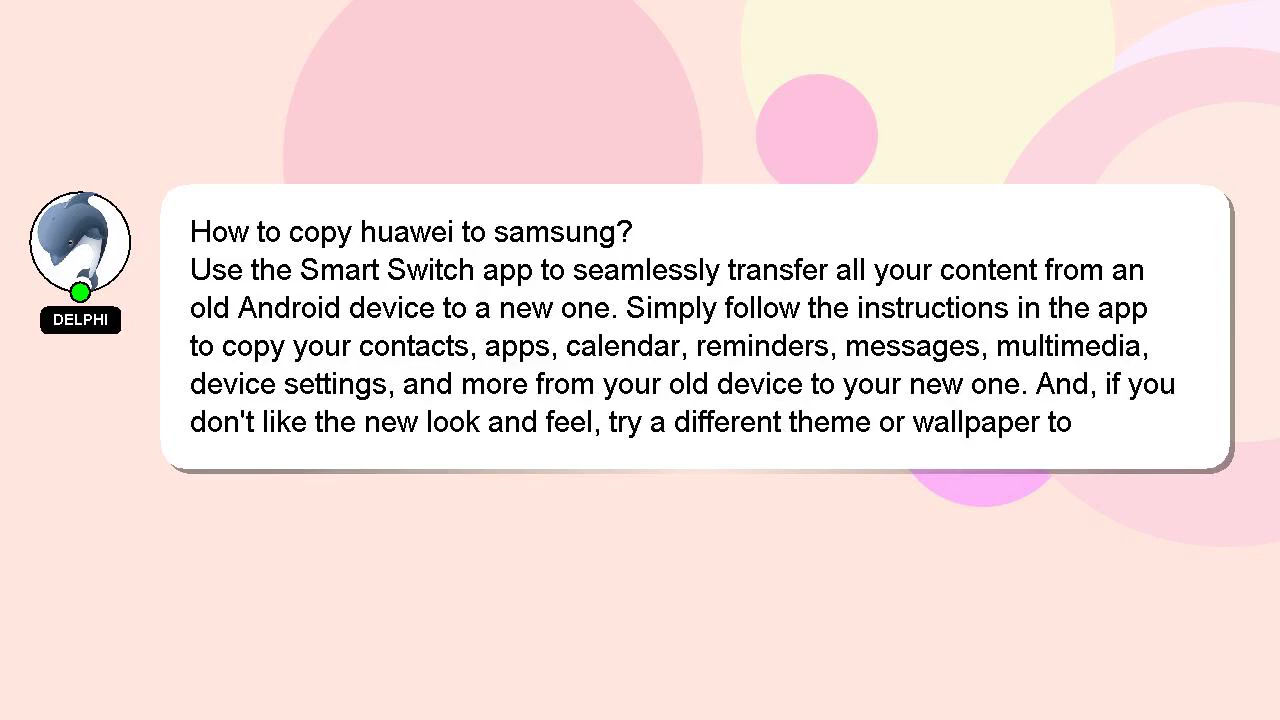 How to copy huawei to samsung?
Use the Smart Switch app to seamlessly transfer all your content from an
old Android device to a new one. Simply follow the instructions in the app
to copy your contacts, apps, calendar, reminders, messages, multimedia,
device settings, and more from your old device to your new one. And, if you
don't like the new look and feel, try a different theme or wallpaper to
DELPHI